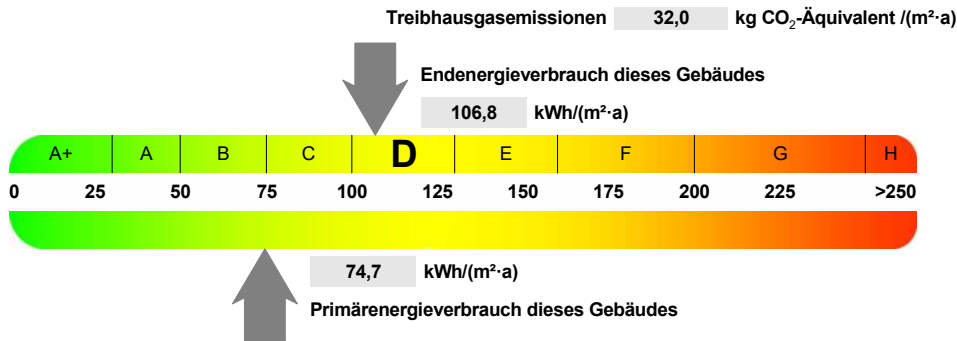 Treibhausgasemissionen 32,0 kg CO₂-Äquivalent /(m²·a)
Endenergieverbrauch dieses Gebäudes
106,8 kWh/(m²·a)
A+ A B C D E F G H
0 25 50 75 100 125 150 175 200 225 >250
74,7 kWh/(m²·a)
Primärenergieverbrauch dieses Gebäudes